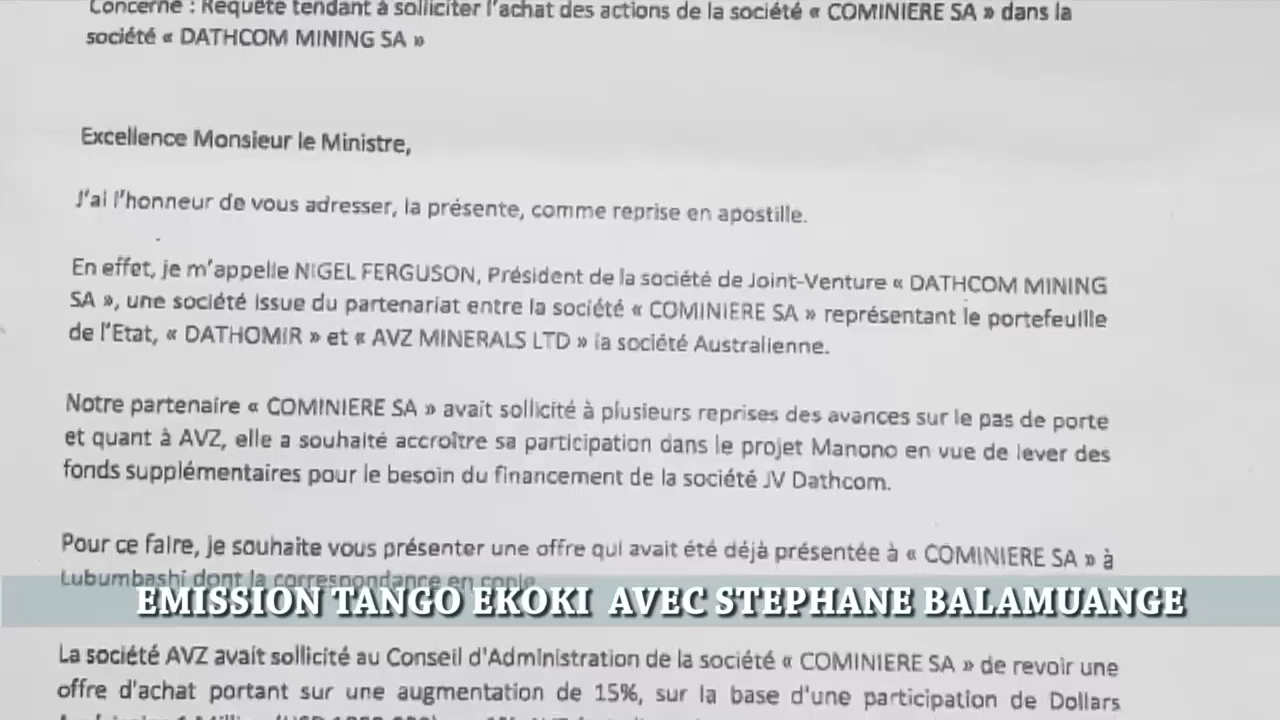 Concerne : Requête tendant à solliciter l'achat des actions de la société « COMINIERE SA » dans la
société « DATHCOM MINING SA »
Excellence Monsieur le Ministre,
J'ai l'honneur de vous adresser, la présente, comme reprise en apostille.
En effet, je m'appelle NIGEL FERGUSON, Président de la société de Joint-Venture « DATHCOM MINING
SA », une société issue du partenariat entre la société « COMINIERE SA » représentant le portefeuille
de l'Etat, « DATHOMIR » et « AVZ MINERALS LTD » la société Australienne.
Notre partenaire « COMINIERE SA » avait sollicité à plusieurs reprises des avances sur le pas de porte
et quant à AVZ, elle a souhaité accroître sa participation dans le projet Manono en vue de lever des
fonds supplémentaires pour le besoin du financement de la société JV Dathcom.
Pour ce faire, je souhaite vous présenter une offre qui avait été déjà présentée à « COMINIERE SA » à
Lubumbashi dont la correspondance en copie
EMISSION TANGO EKOKI AVEC STEPHANE BALAMUANGE
La société AVZ avait sollicité au Conseil d'Administration de la société « COMINIERE SA » de revoir une
offre d'achat portant sur une augmentation de 15%, sur la base d'une participation de Dollars